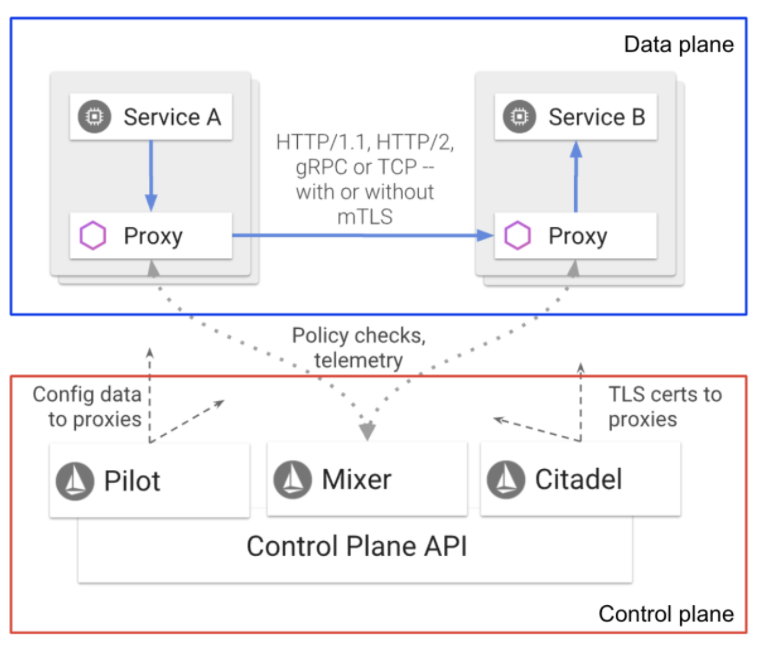 Data plane
Service A
Service B
HTTP/1.1, HTTP/2,
gRPC or TCP --
with or without
mTLS
Proxy
Proxy
Policy checks,
telemetry
Config data
to proxies
TLS certs to
proxies
Pilot
Mixer
Citadel
Control Plane API
Control plane